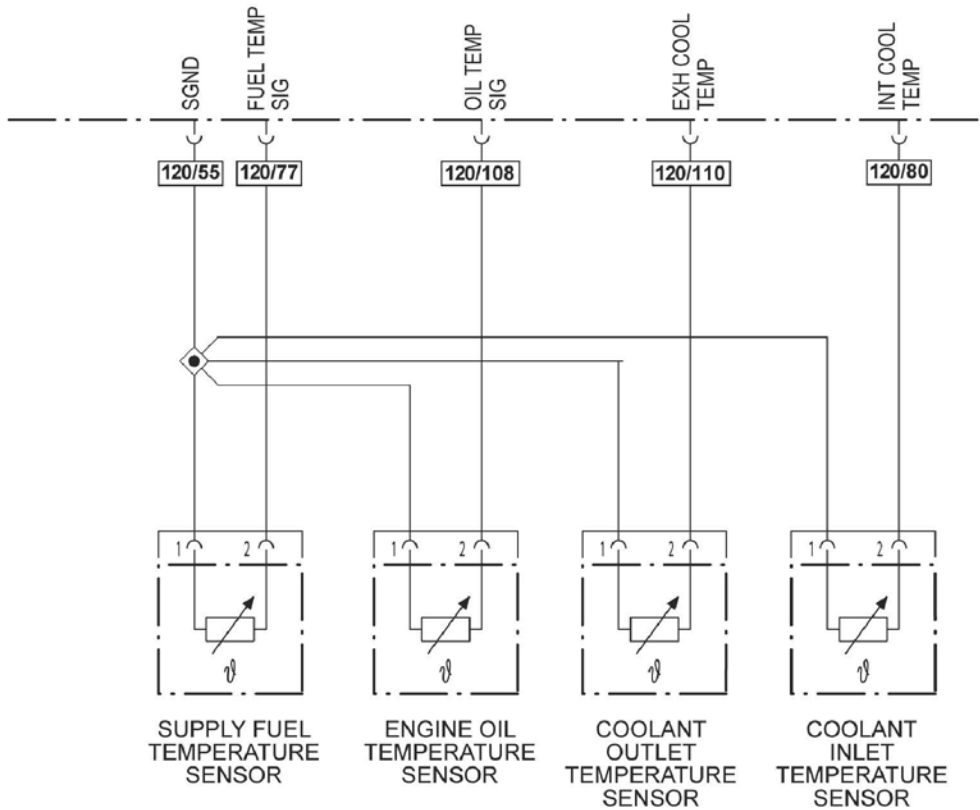 SGND
FUEL TEMP
SIG
OIL TEMP
SIG
EXH COOL
TEMP
INT COOL
TEMP
120/55
120/77
120/108
120/110
120/80
1
2
1
2
1
2
1
2
ϑ
ϑ
ϑ
ϑ
SUPPLY FUEL
TEMPERATURE
SENSOR
ENGINE OIL
TEMPERATURE
SENSOR
COOLANT
OUTLET
TEMPERATURE
SENSOR
COOLANT
INLET
TEMPERATURE
SENSOR